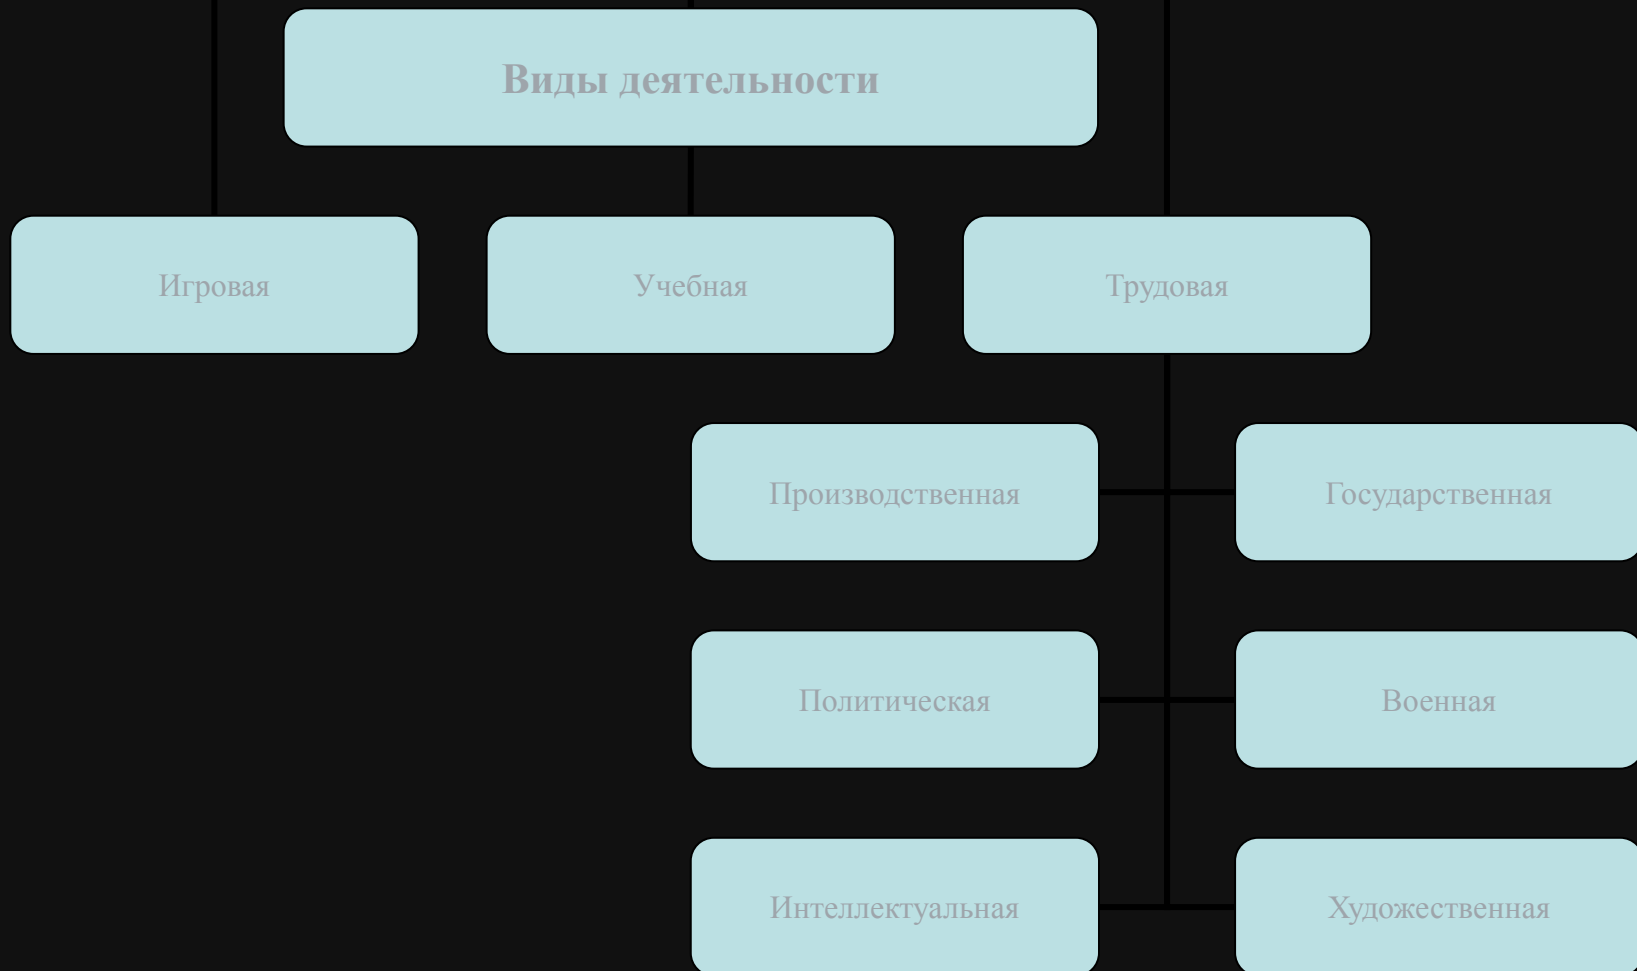 Виды деятельности
Игровая
Учебная
Трудовая
Производственная
Государственная
Политическая
Военная
Интеллектуальная
Художественная